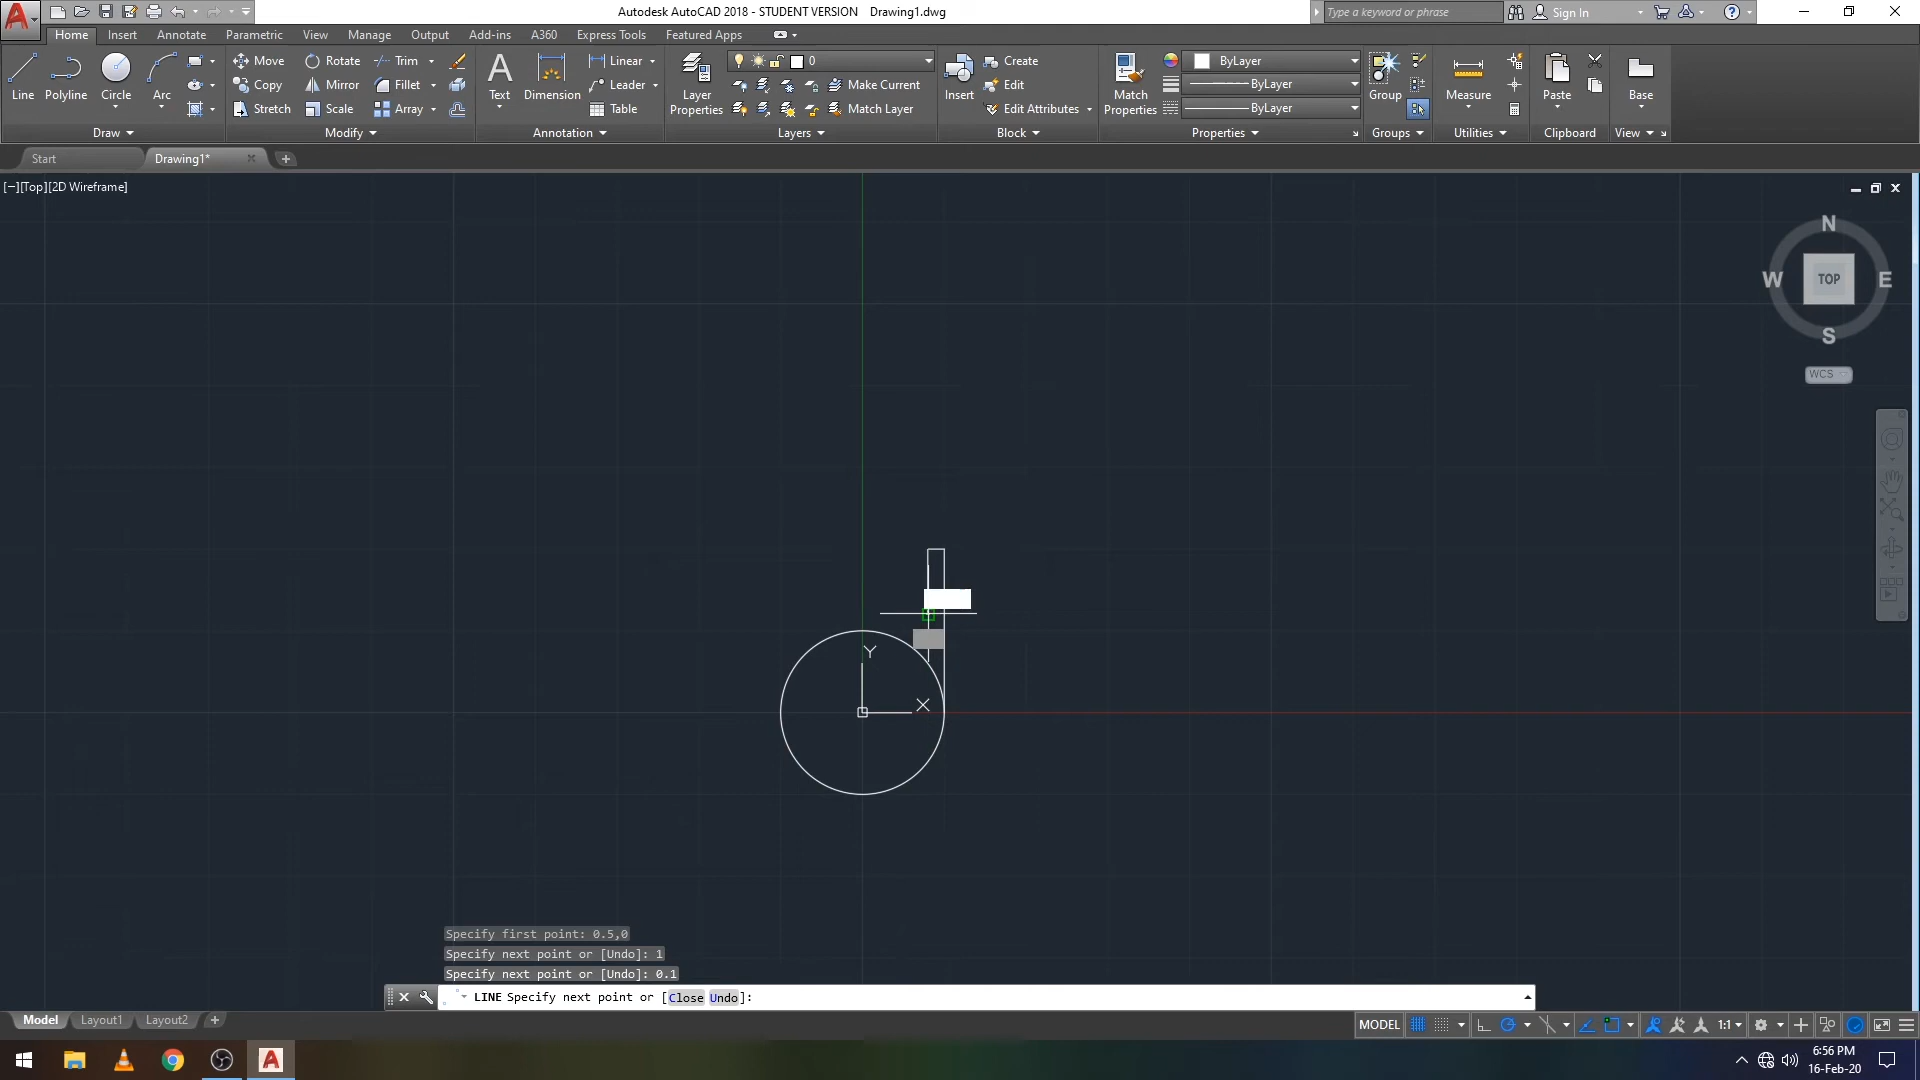 Autodesk AutoCAD 2018 - STUDENT VERSION Drawing1.dwg
Type a keyword or phrase
Sign In
Home Insert Annotate Parametric View Manage Output Add-ins A360 Express Tools Featured Apps
Line
Polyline
Circle
Arc
Draw
Move
Rotate
Trim
Copy
Mirror
Fillet
Stretch
Scale
Array
Modify
Text
Dimension
Linear
Leader
Table
Annotation
Layer
Properties
0
Make Current
Match Layer
Layers
Insert
Create
Edit
Edit Attributes
Block
Match
Properties
ByLayer
ByLayer
ByLayer
Properties
Group
Groups
Measure
Utilities
Paste
Clipboard
Base
View
Start
Drawing1*
[−][Top][2D Wireframe]
N
W
TOP
E
S
WCS
Y
X
Specify first point: 0.5,0
Specify next point or [Undo]: 1
Specify next point or [Undo]: 0.1
LINE Specify next point or [Close Undo]:
Model Layout1 Layout2
MODEL
1:1
6:56 PM
16-Feb-20